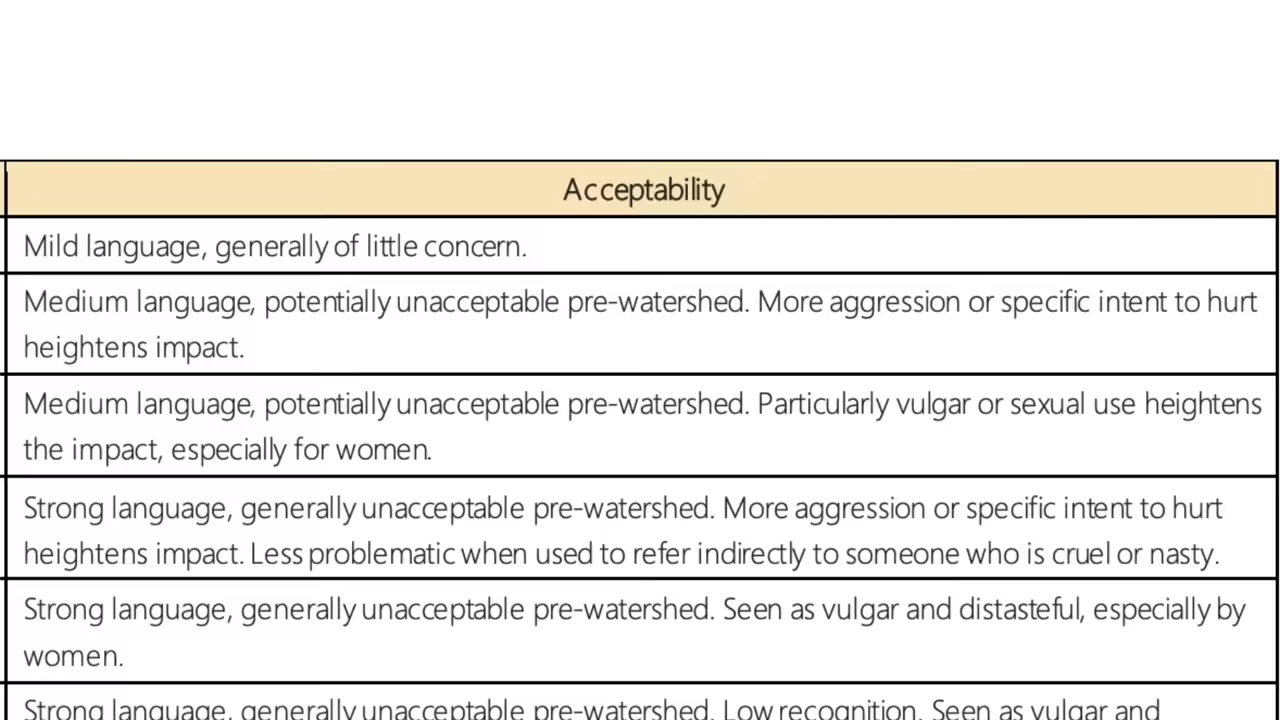 Acceptability
Mild language, generally of little concern.
Medium language, potentially unacceptable pre-watershed. More aggression or specific intent to hurt
heightens impact.
Medium language, potentially unacceptable pre-watershed. Particularly vulgar or sexual use heightens
the impact, especially for women.
Strong language, generally unacceptable pre-watershed. More aggression or specific intent to hurt
heightens impact. Less problematic when used to refer indirectly to someone who is cruel or nasty.
Strong language, generally unacceptable pre-watershed. Seen as vulgar and distasteful, especially by
women.
Strong language, generally unacceptable pre-watershed. Low recognition. Seen as vulgar and